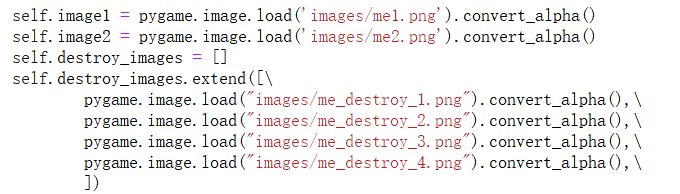 self.image1 = pygame.image.load('images/me1.png').convert_alpha()
self.image2 = pygame.image.load('images/me2.png').convert_alpha()
self.destroy_images = []
self.destroy_images.extend([\
        pygame.image.load("images/me_destroy_1.png").convert_alpha(),\
        pygame.image.load("images/me_destroy_2.png").convert_alpha(),\
        pygame.image.load("images/me_destroy_3.png").convert_alpha(),\
        pygame.image.load("images/me_destroy_4.png").convert_alpha(),\
        ])